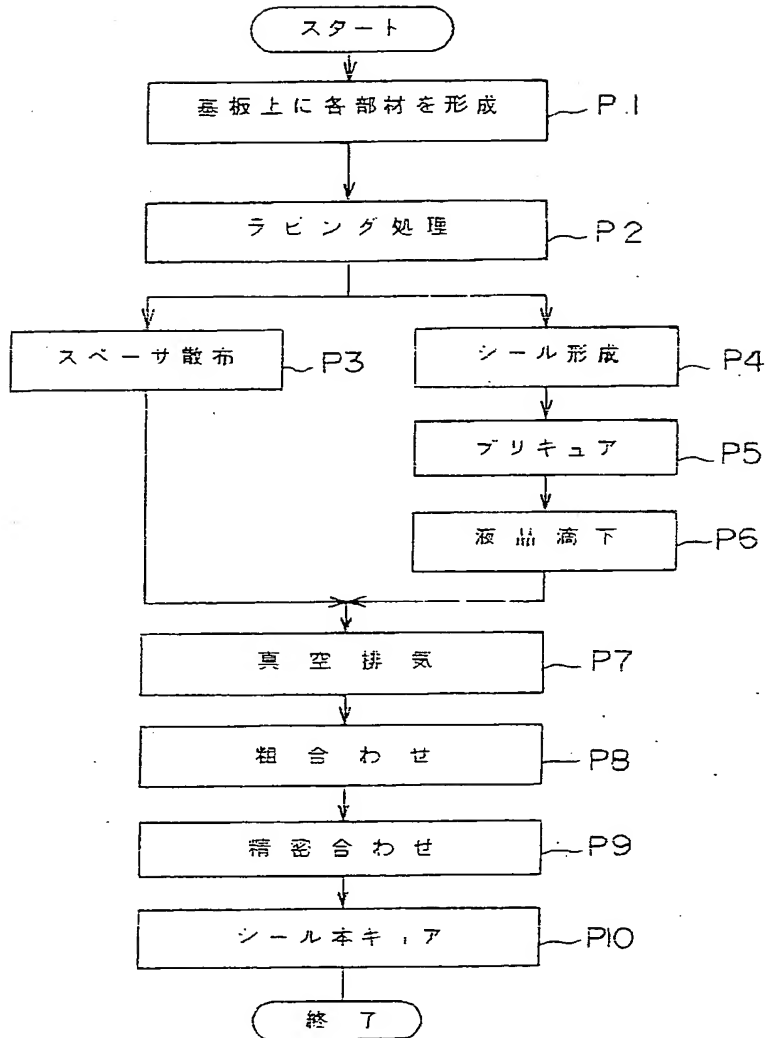 スタート
基板上に各部材を形成
P.1
ラビング処理
P2
スペーサ散布
P3
シール形成
P4
プリキュア
P5
液晶滴下
P6
真空排気
P7
粗合わせ
P8
精密合わせ
P9
シール本キュア
P10
終了